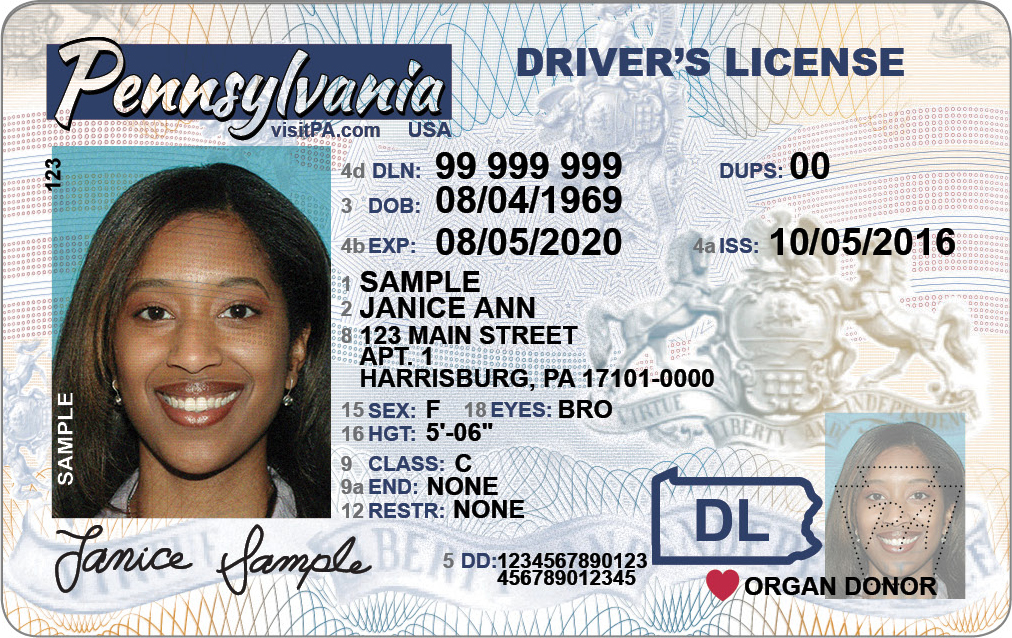 Pennsylvania
visitPA.com USA
DRIVER'S LICENSE
123
SAMPLE
4d DLN: 99 999 999 DUPS: 00
3 DOB: 08/04/1969
4b EXP: 08/05/2020 4a ISS: 10/05/2016
1 SAMPLE
2 JANICE ANN
8 123 MAIN STREET
APT. 1
HARRISBURG, PA 17101-0000
15 SEX: F 18 EYES: BRO
16 HGT: 5'-06"
9 CLASS: C
9a END: NONE
12 RESTR: NONE
VIRTUE LIBERTY AND INDEPENDENCE
DL
Janice Sample
5 DD: 1234567890123
456789012345
ORGAN DONOR